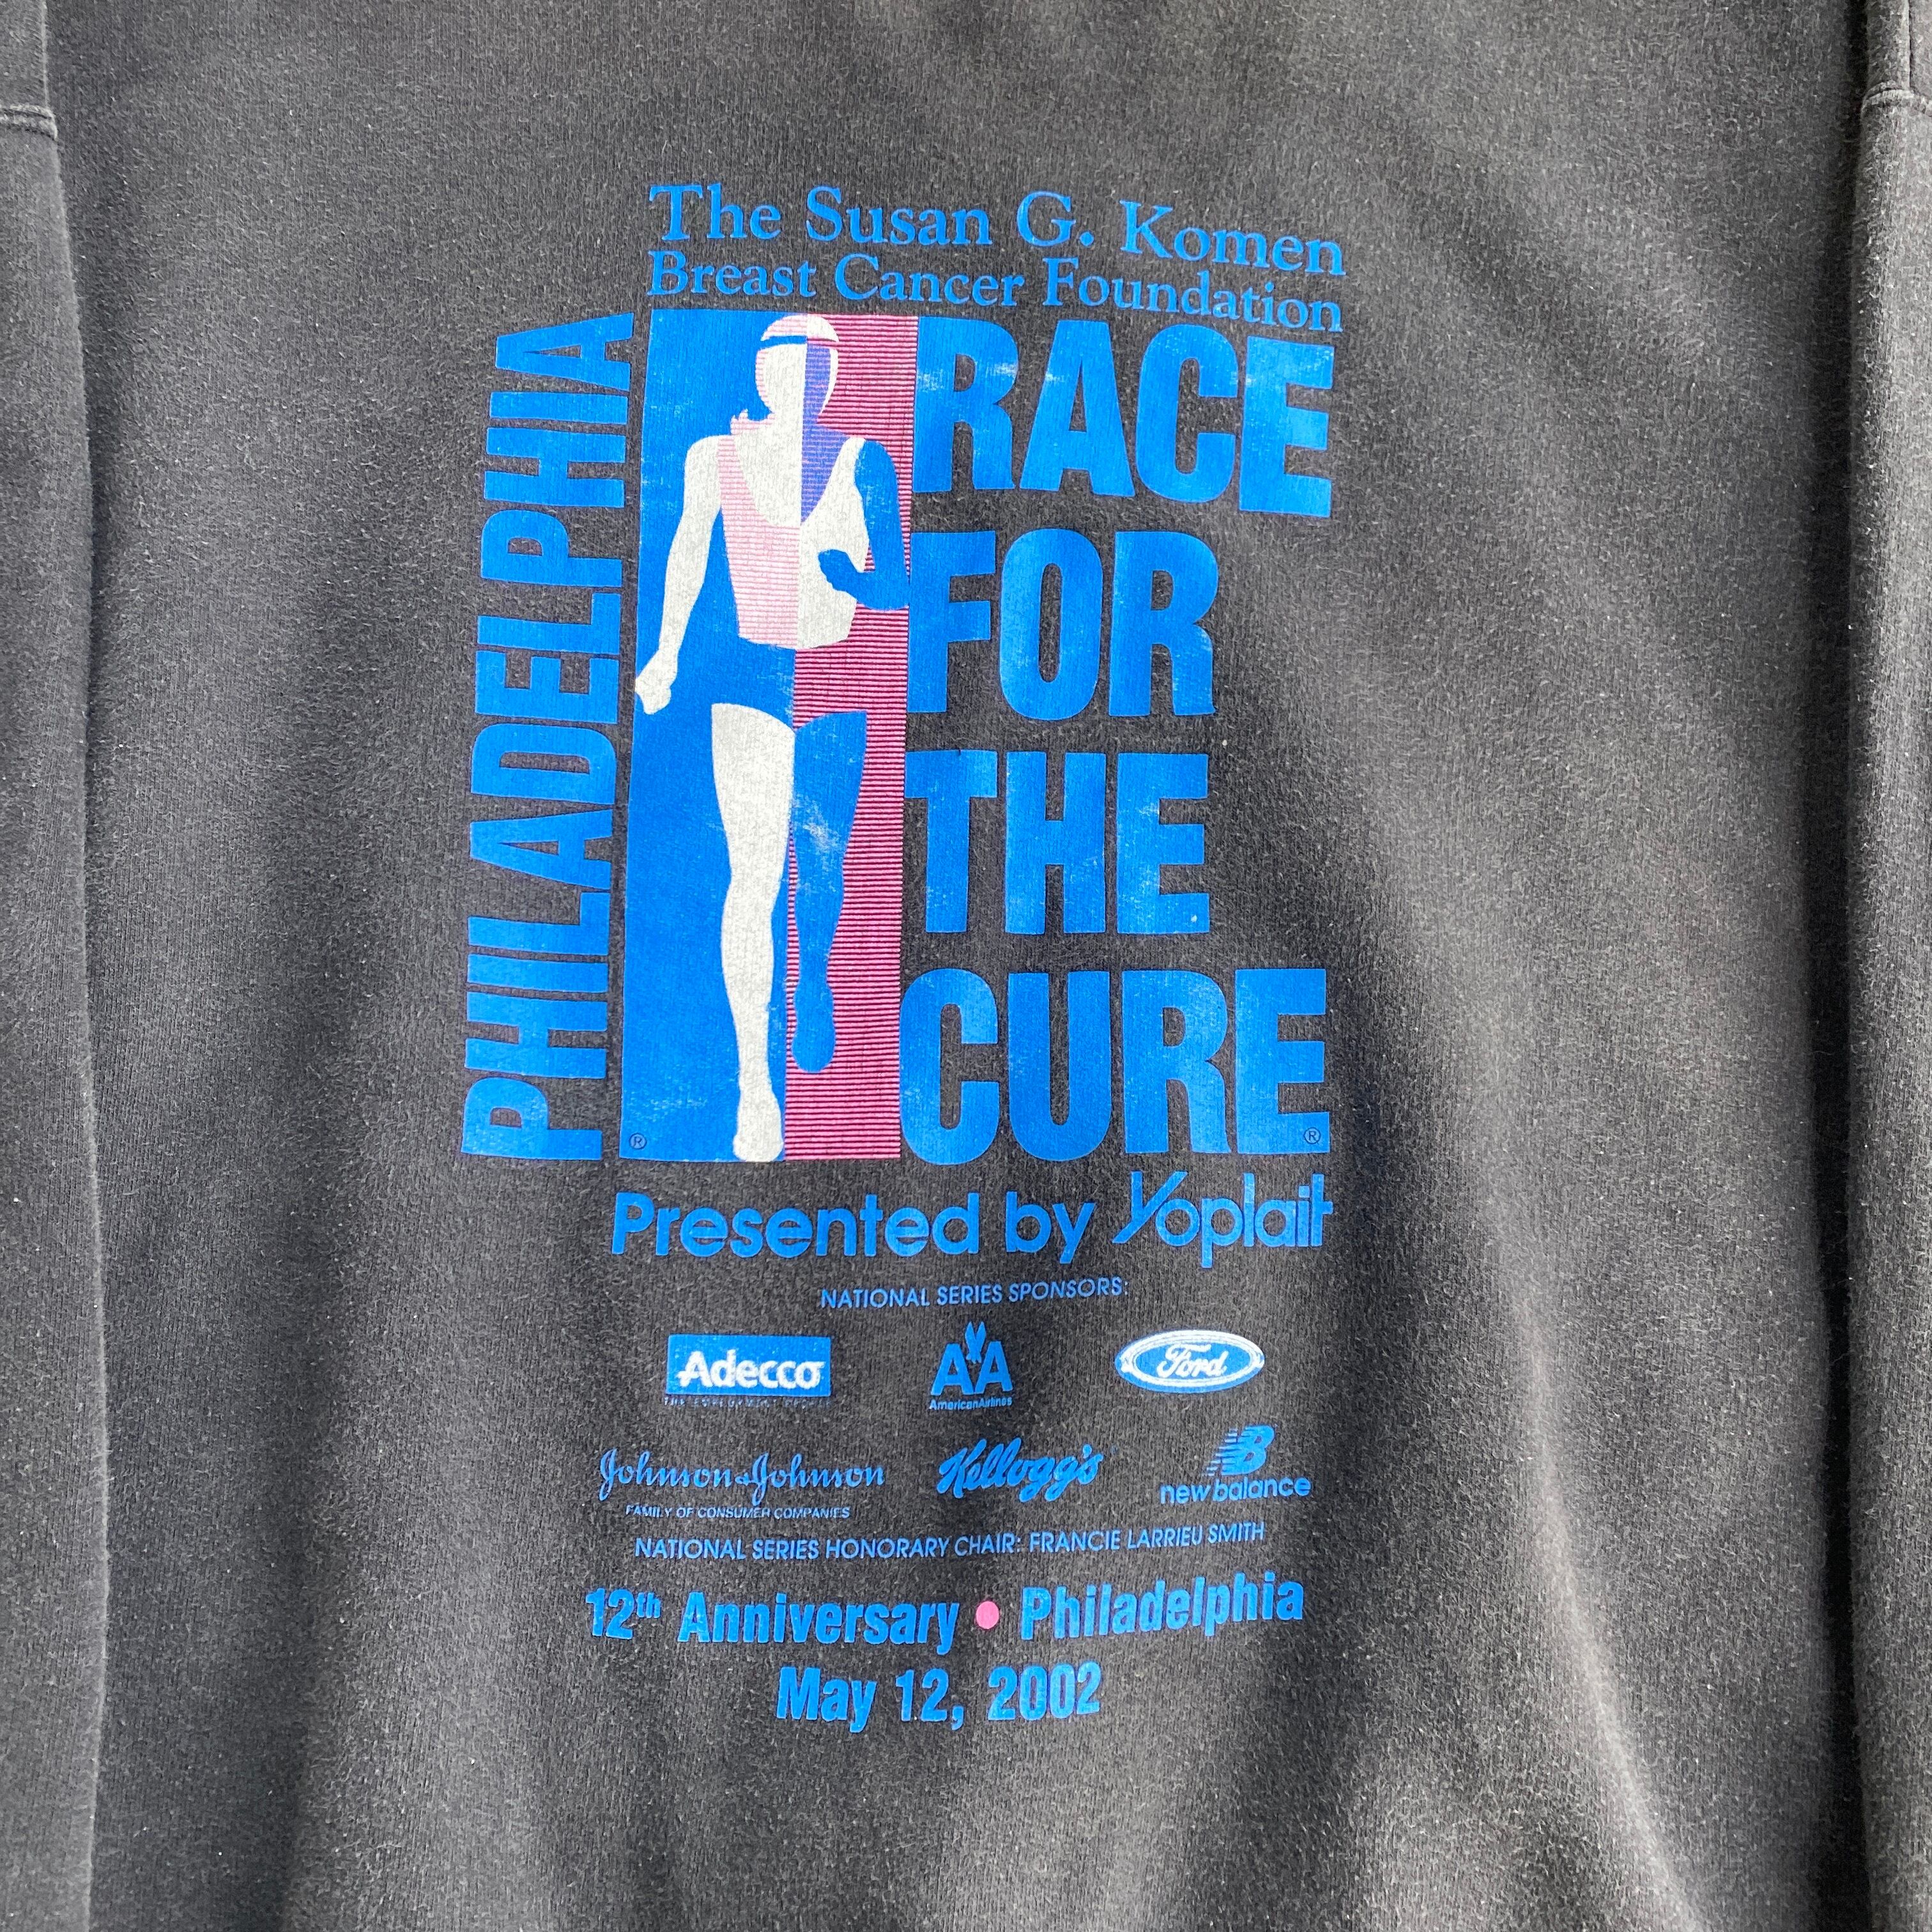 The Susan G. Komen
Breast Cancer Foundation
PHILADELPHIA
RACE
FOR
THE
CURE
®
®
Presented by Yoplait
NATIONAL SERIES SPONSORS:
Adecco
AA
AmericanAirlines
Ford
Johnson & Johnson
FAMILY OF CONSUMER COMPANIES
Kellogg's
NB
new balance
NATIONAL SERIES HONORARY CHAIR: FRANCIE LARRIEU SMITH
12th Anniversary • Philadelphia
May 12, 2002